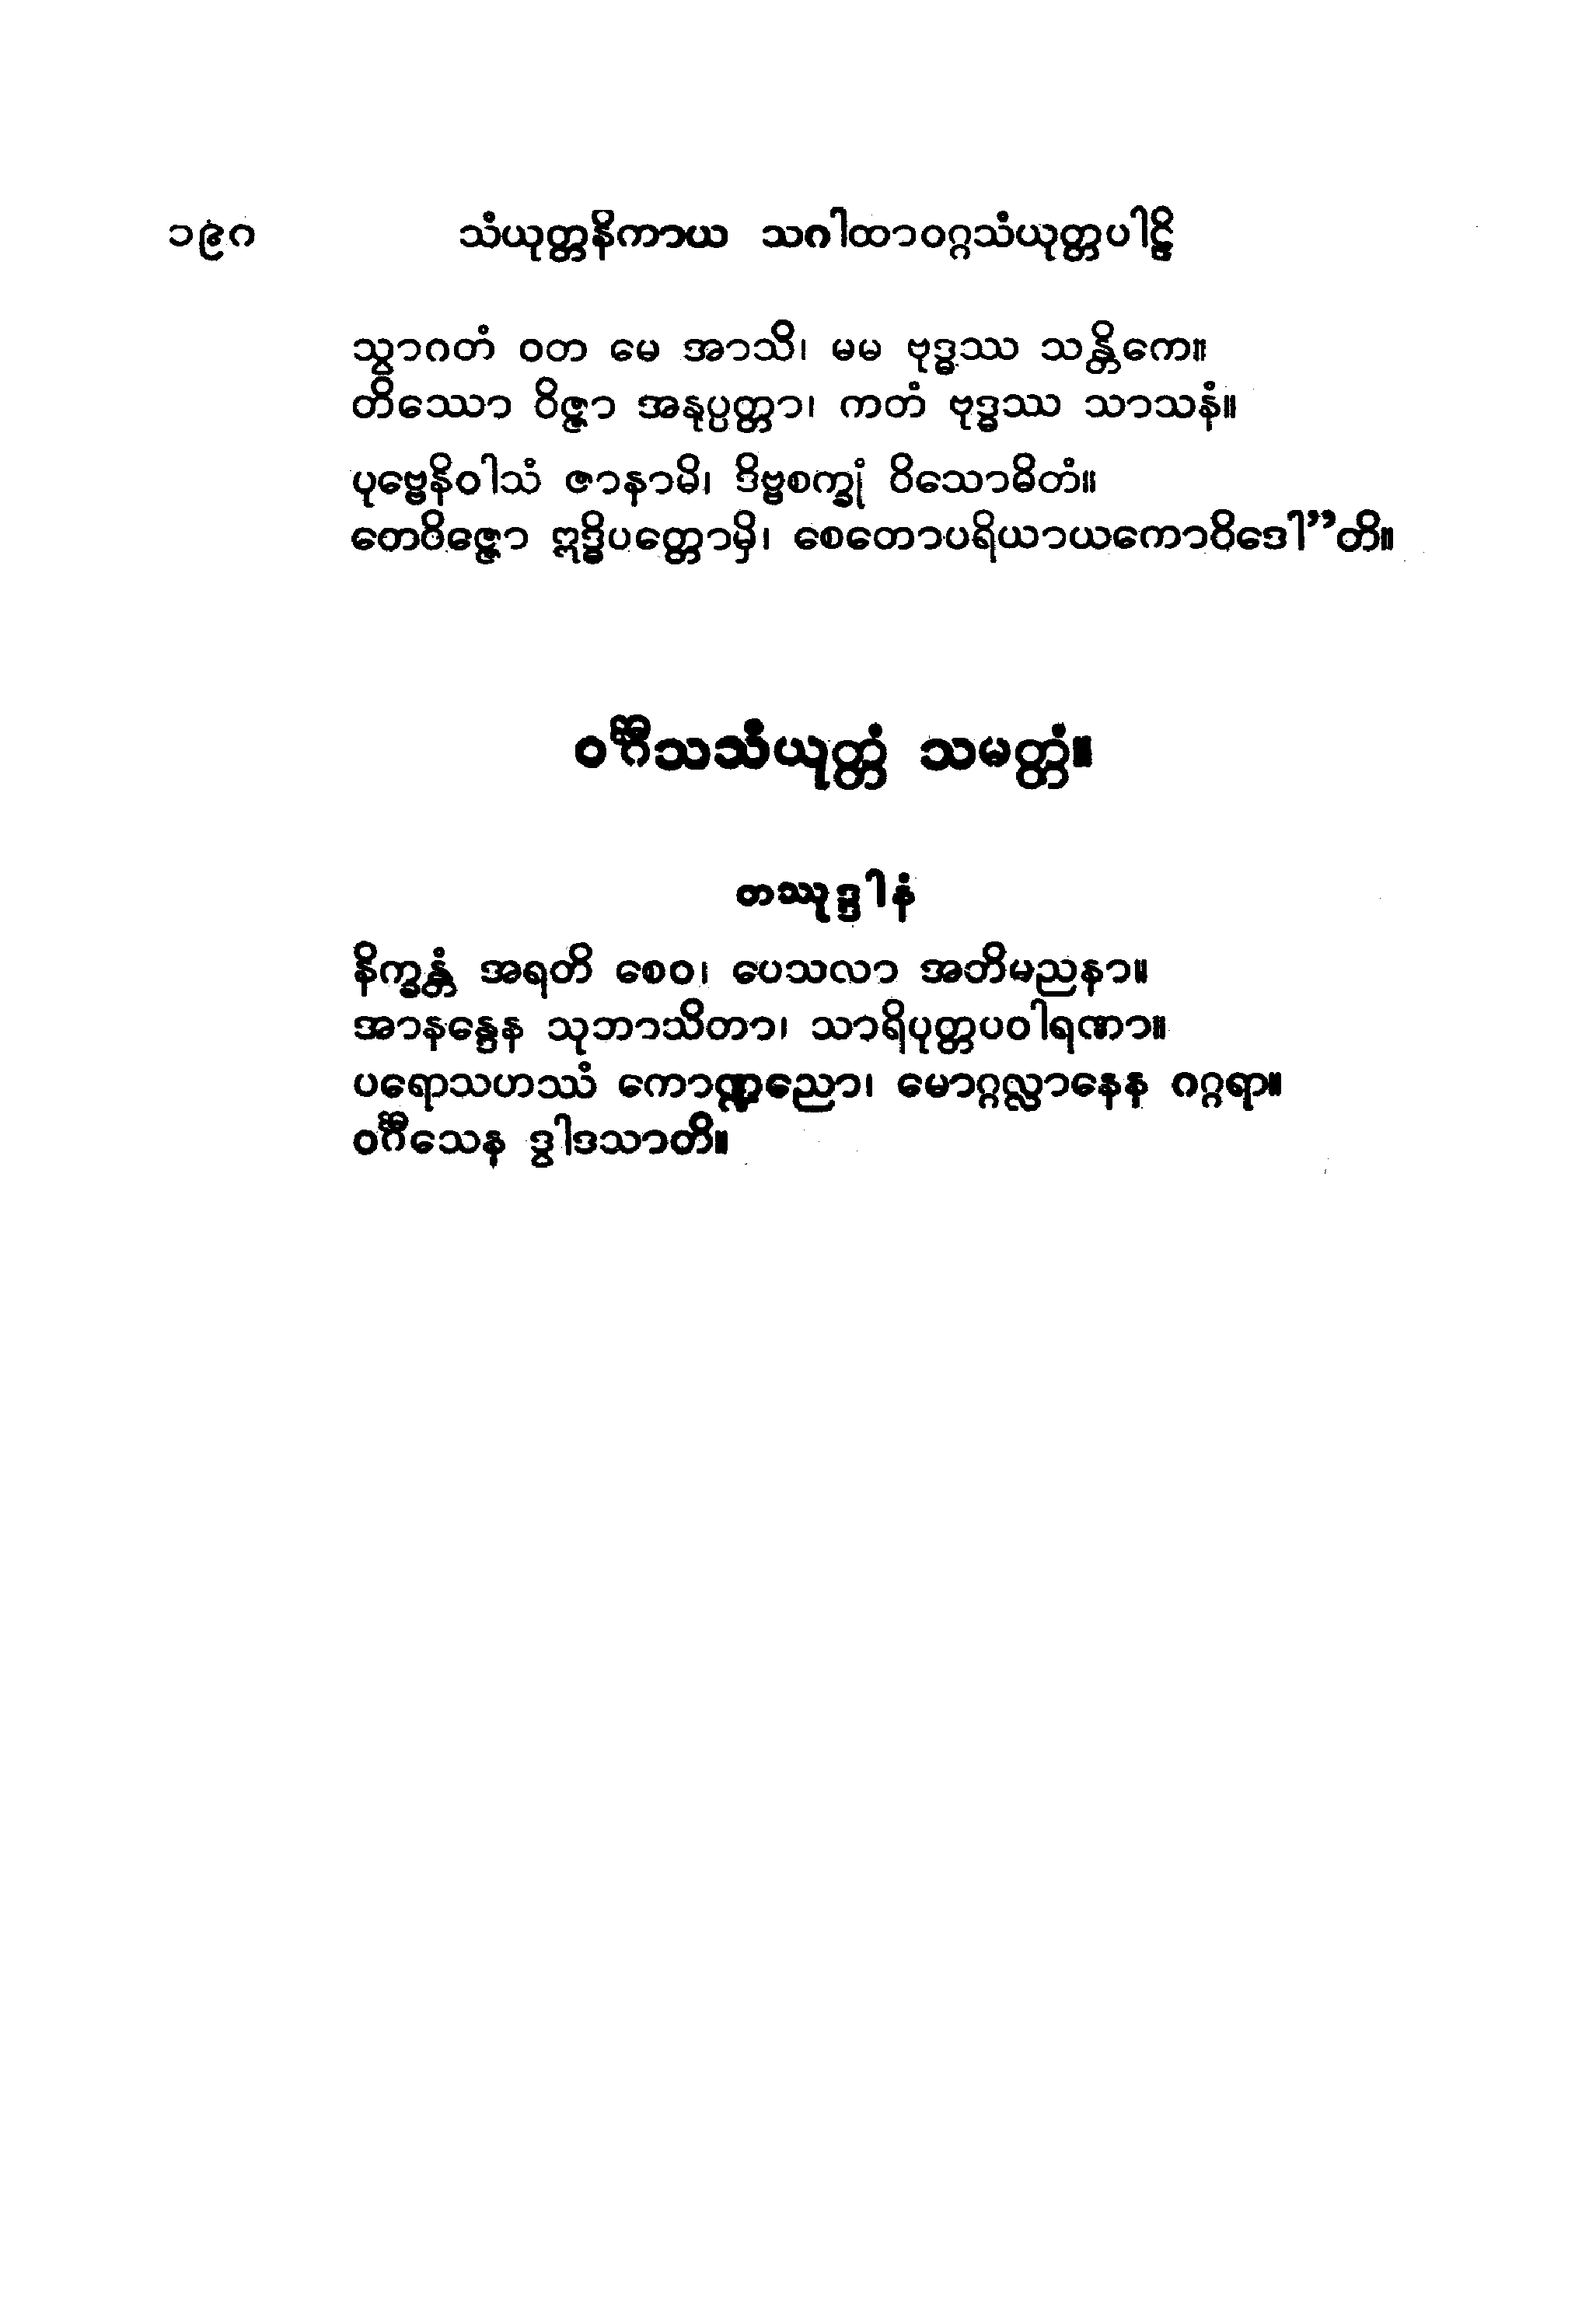 ၁၉၈ သံယုတ္တနိကာယ သဂါထာဝဂ္ဂသံယုတ္တပါဠိ
သွာဂတံ ဝတ မေ အာသိ၊ မမ ဗုဒ္ဓဿ သန္တိကေ။
တိဿော ဝိဇ္ဇာ အနုပ္ပတ္တာ၊ ကတံ ဗုဒ္ဓဿ သာသနံ။
ပုဗ္ဗေနိဝါသံ ဇာနာမိ၊ ဒိဗ္ဗစက္ခုံ ဝိသောဓိတံ။
တေဝိဇ္ဇော ဣဒ္ဓိပတ္တောမှိ၊ စေတောပရိယာယကောဝိဒေါ”တိ။
ဝင်္ဂီသသံယုတ္တံ သမတ္တံ။
တဿုဒ္ဒါနံ
နိက္ခန္တံ အရတိ စေဝ၊ ပေသလာ အတိမညနာ။
အာနန္ဒေန သုဘာသိတာ၊ သာရိပုတ္တပဝါရဏာ။
ပရောသဟဿံ ကောဏ္ဍညော၊ မောဂ္ဂလ္လာနေန ဂဂ္ဂရာ။
ဝင်္ဂီသေန ဒွါဒသာတိ။